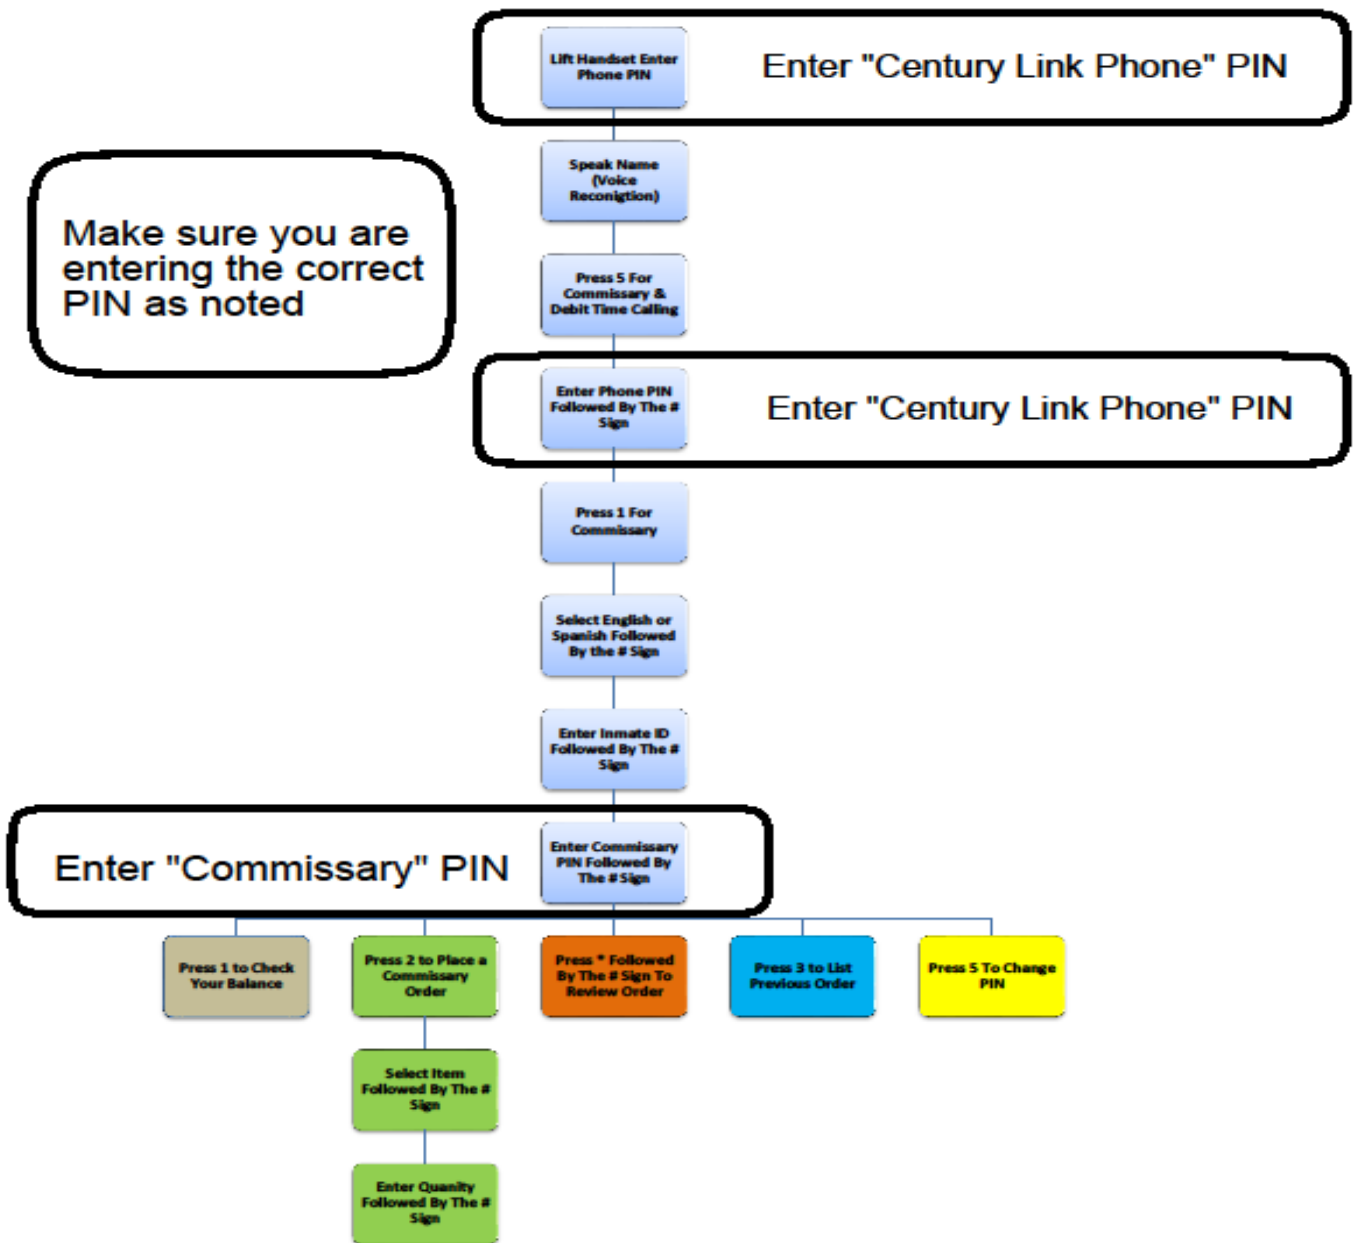 Lift Handset Enter
Phone PIN
Enter "Century Link Phone" PIN
Speak Name
(Voice
Reconigtion)
Make sure you are
entering the correct
PIN as noted
Press 5 For
Commissary &
Debit Time Calling
Enter Phone PIN
Followed By The #
Sign
Enter "Century Link Phone" PIN
Press 1 For
Commissary
Select English or
Spanish Followed
By the # Sign
Enter Inmate ID
Followed By The #
Sign
Enter "Commissary" PIN
Enter Commissary
PIN Followed By
The # Sign
Press 1 to Check
Your Balance
Press 2 to Place a
Commissary
Order
Press * Followed
By The # Sign To
Review Order
Press 3 to List
Previous Order
Press 5 To Change
PIN
Select Item
Followed By The #
Sign
Enter Quanity
Followed By The #
Sign